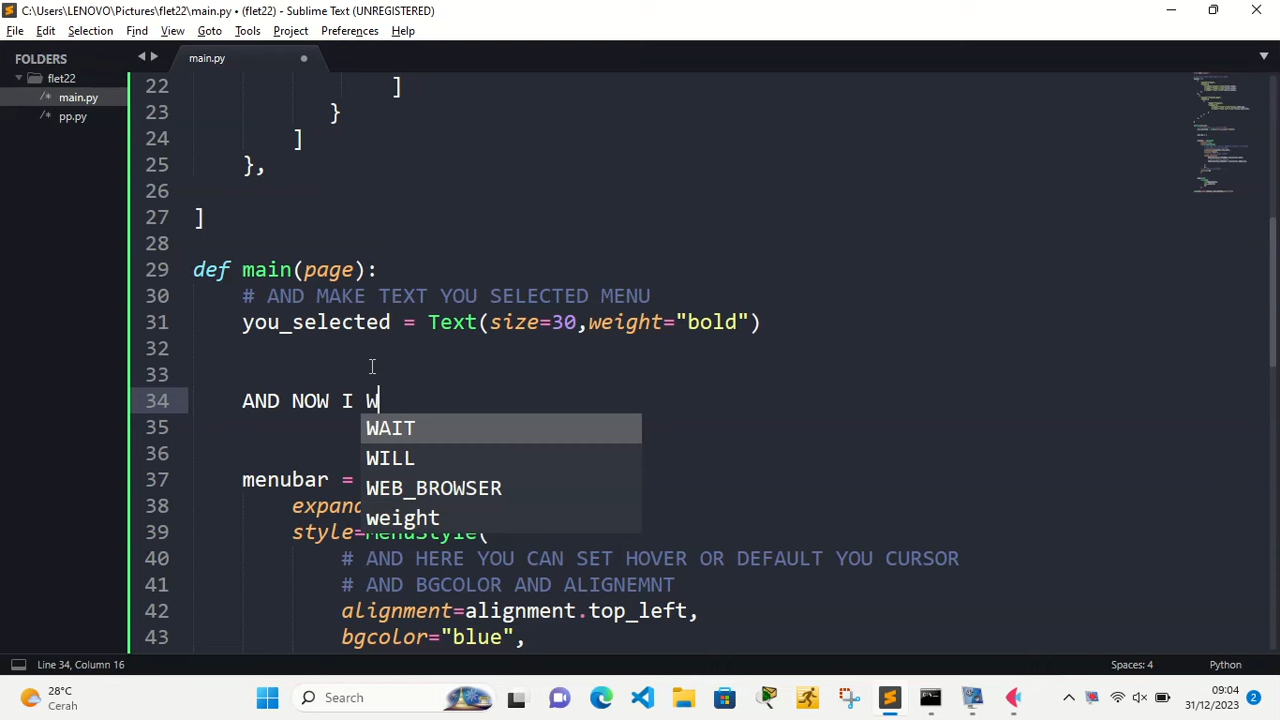 C:\Users\LENOVO\Pictures\flet22\main.py • (flet22) - Sublime Text (UNREGISTERED)
File Edit Selection Find View Goto Tools Project Preferences Help
FOLDERS
flet22
/* main.py
/* pp.py
main.py
22 ]
23 }
24 ]
25 },
26
27 ]
28
29 def main(page):
30 # AND MAKE TEXT YOU SELECTED MENU
31 you_selected = Text(size=30,weight="bold")
32
33
34 AND NOW I W
WAIT
WILL
WEB_BROWSER
weight
35
36
37 menubar =
38 expand
39 style=MenuStyle(
40 # AND HERE YOU CAN SET HOVER OR DEFAULT YOU CURSOR
41 # AND BGCOLOR AND ALIGNEMNT
42 alignment=alignment.top_left,
43 bgcolor="blue",
Line 34, Column 16
Spaces: 4
Python
28°C
Cerah
Search
09:04
31/12/2023
2